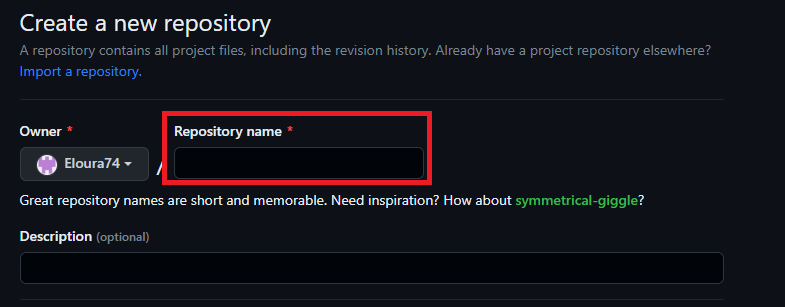 Create a new repository
A repository contains all project files, including the revision history. Already have a project repository elsewhere?
Import a repository.
Owner * Repository name *
Eloura74 /
Great repository names are short and memorable. Need inspiration? How about symmetrical-giggle?
Description (optional)